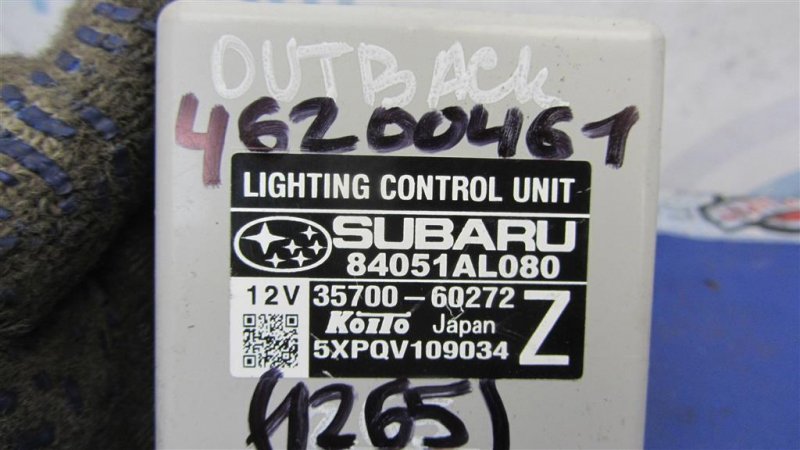 OUTBACK
46200461
LIGHTING CONTROL UNIT
SUBARU
84051AL080
12V 35700-60272 Z
KOITO Japan
5XPQV109034
(1265)